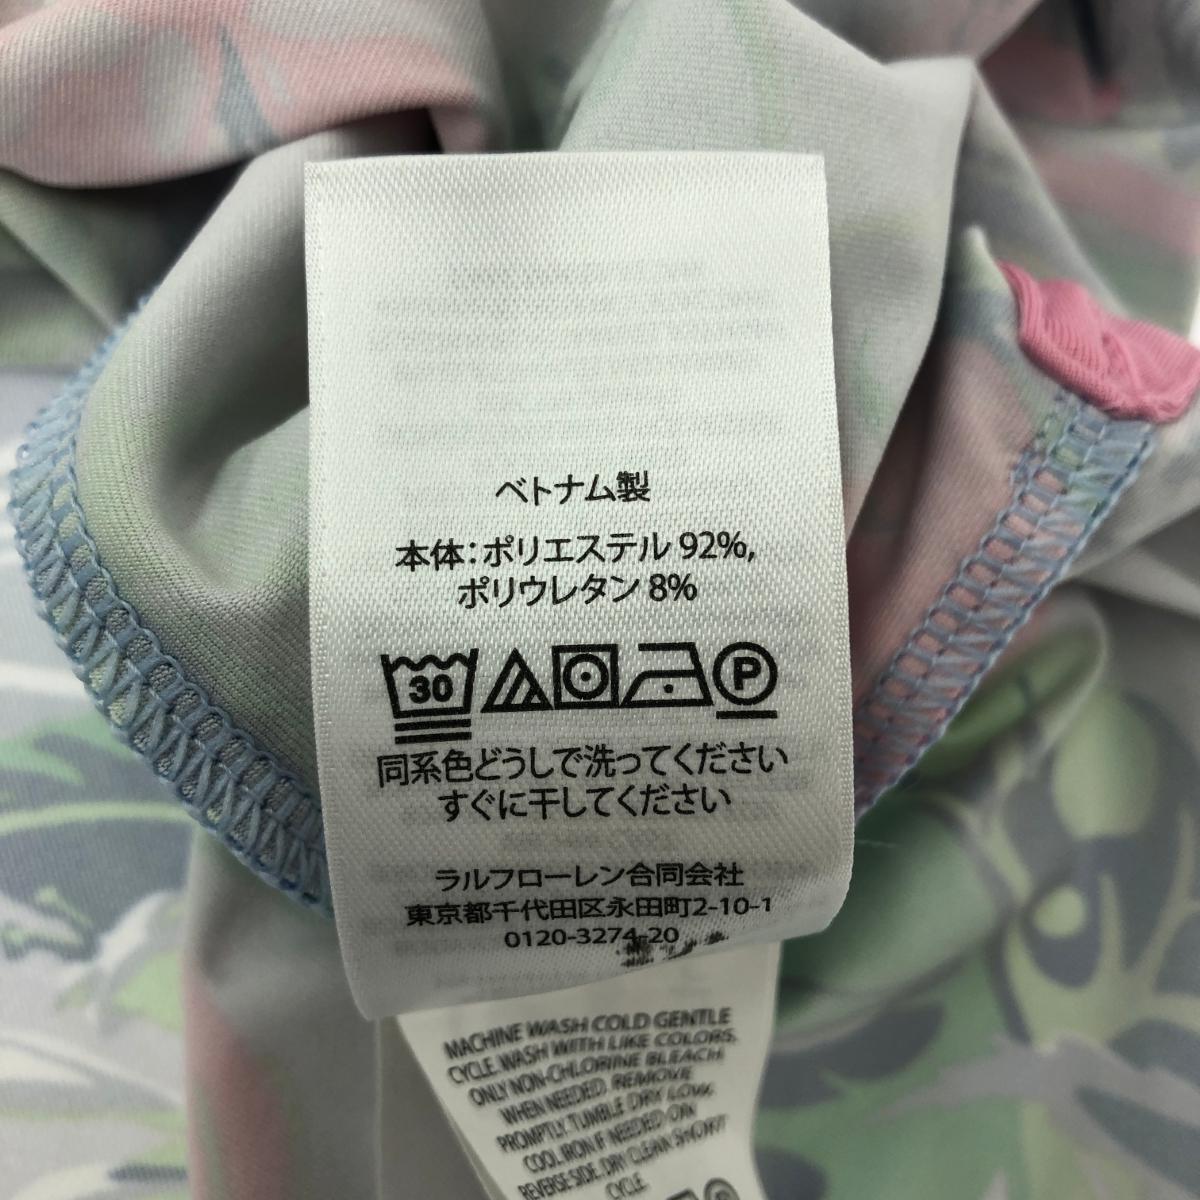 ベトナム製
本体：ポリエステル 92%,
ポリウレタン 8%
30
P
同系色どうしで洗ってください
すぐに干してください
ラルフローレン合同会社
東京都千代田区永田町2-10-1
0120-3274-20
MACHINE WASH COLD GENTLE
CYCLE. WASH WITH LIKE COLORS.
ONLY NON-CHLORINE BLEACH
WHEN NEEDED. REMOVE
PROMPTLY. TUMBLE DRY LOW.
COOL IRON IF NEEDED ON
REVERSE SIDE. DRY CLEAN SHORT
CYCLE